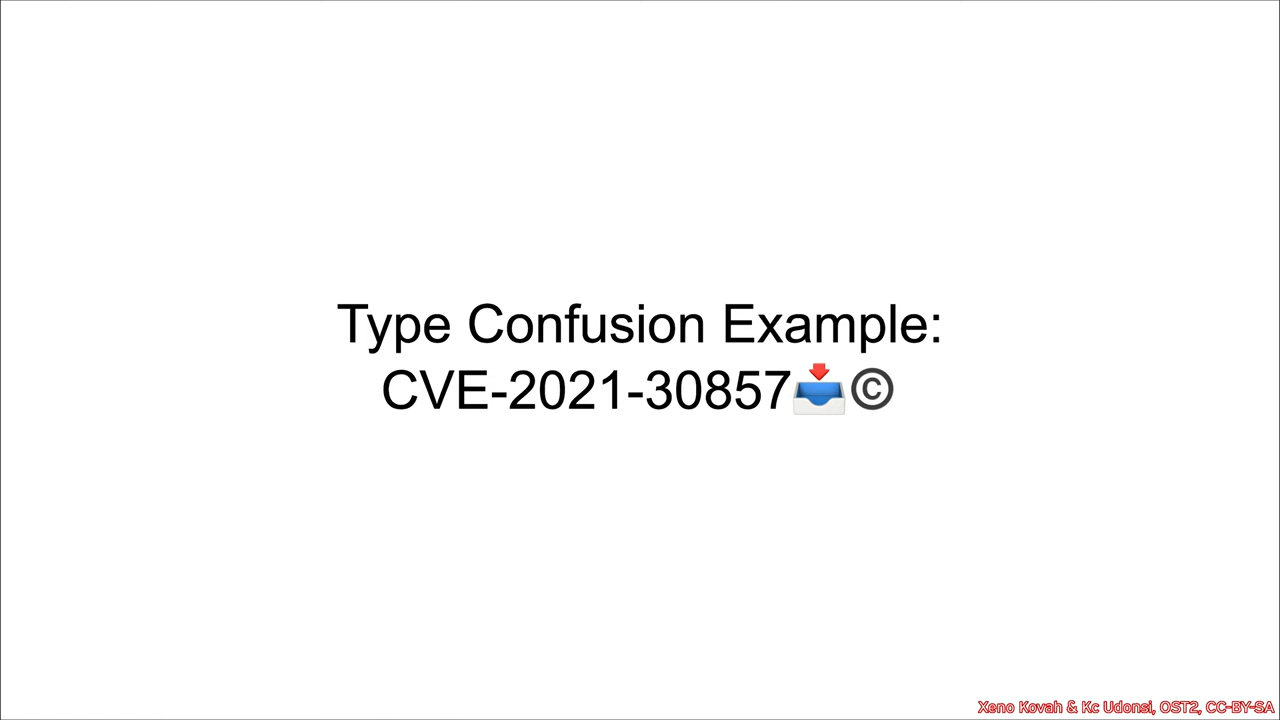 Type Confusion Example:
CVE-2021-30857📥©
Xeno Kovah & Kc Udonsi, OST2, CC-BY-SA